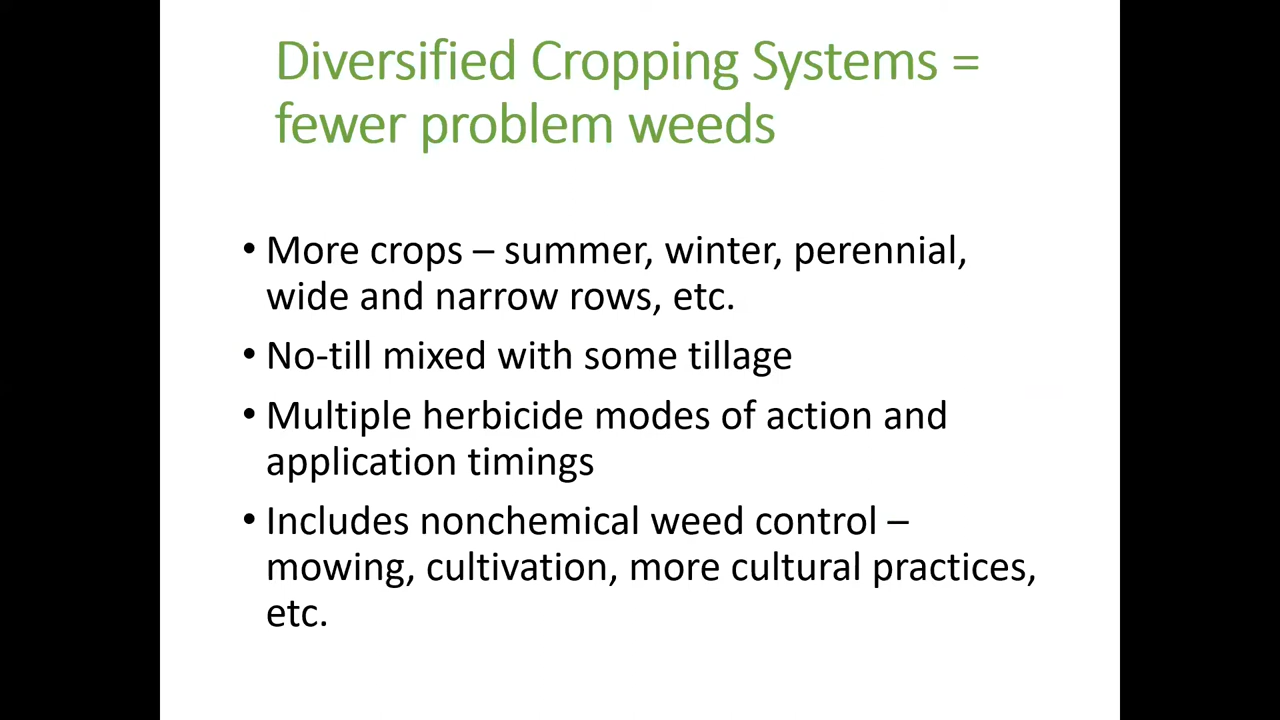 Diversified Cropping Systems =
fewer problem weeds
• More crops – summer, winter, perennial,
wide and narrow rows, etc.
• No-till mixed with some tillage
• Multiple herbicide modes of action and
application timings
• Includes nonchemical weed control –
mowing, cultivation, more cultural practices,
etc.